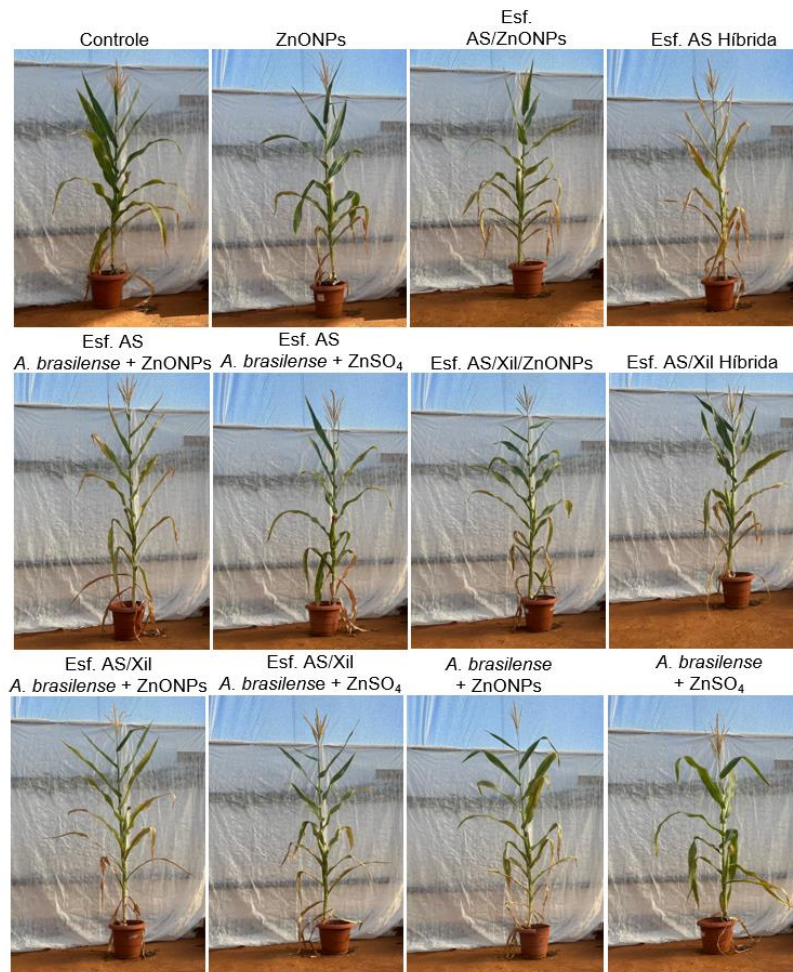 Controle
ZnONPs
Esf.
AS/ZnONPs
Esf. AS Híbrida
Esf. AS
A. brasilense + ZnONPs
Esf. AS
A. brasilense + ZnSO₄
Esf. AS/Xil/ZnONPs
Esf. AS/Xil Híbrida
Esf. AS/Xil
A. brasilense + ZnONPs
Esf. AS/Xil
A. brasilense + ZnSO₄
A. brasilense
+ ZnONPs
A. brasilense
+ ZnSO₄